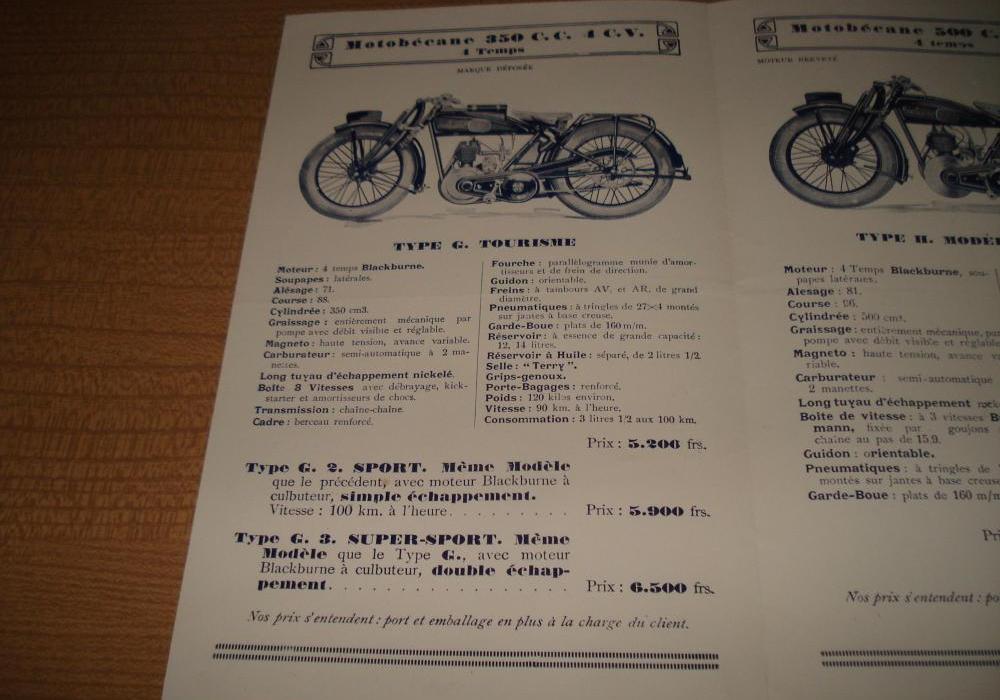 Motobécane 350 C.C. 4 C.V.
4 Temps
MARQUE DÉPOSÉE
TYPE G. TOURISME
Moteur : 4 temps Blackburne.
Soupapes : latérales.
Alésage : 71.
Course : 88.
Cylindrée : 350 cm3.
Graissage : entièrement mécanique par
pompe avec débit visible et réglable.
Magneto : haute tension, avance variable.
Carburateur : semi-automatique à 2 ma-
nettes.
Long tuyau d'échappement nickelé.
Boîte 3 Vitesses avec débrayage, kick-
starter et amortisseurs de chocs.
Transmission : chaîne-chaîne.
Cadre : berceau renforcé.
Fourche : parallélogramme munie d'amor-
tisseurs et de frein de direction.
Guidon : orientable.
Freins : à tambours AV. et AR. de grand
diamètre.
Pneumatiques : à tringles de 27×4 montés
sur jantes à base creuse.
Garde-Boue : plats de 160 m/m.
Réservoir : à essence de grande capacité :
12, 14 litres.
Réservoir à Huile : séparé, de 2 litres 1/2.
Selle : “ Terry ”.
Grips-genoux.
Porte-Bagages : renforcé.
Poids : 120 kilos environ.
Vitesse : 90 km. à l'heure.
Consommation : 3 litres 1/2 aux 100 km.
Prix : 5.206 frs.
Type G. 2. SPORT. Même Modèle
que le précédent, avec moteur Blackburne à
culbuteur, simple échappement.
Vitesse : 100 km. à l'heure. . . . . . . . . Prix : 5.900 frs.
Type G. 3. SUPER-SPORT. Même
Modèle que le Type G., avec moteur
Blackburne à culbuteur, double échap-
pement. . . . . . . . . . . . . . . . . Prix : 6.500 frs.
Nos prix s'entendent : port et emballage en plus à la charge du client.
Motobécane 500 C.
4 temps
MOTEUR BREVETÉ
TYPE H. MODÈL
Moteur : 4 Temps Blackburne, sou-
papes latérales.
Alesage : 81.
Course : 96.
Cylindrée : 500 cm3.
Graissage : entièrement mécanique, par
pompe avec débit visible et réglable
Magneto : haute tension, avance va-
riable.
Carburateur : semi-automatique
2 manettes.
Long tuyau d'échappement nick
Boite de vitesse : à 3 vitesses B
mann, fixée par goujons
chaîne au pas de 15.9.
Guidon : orientable.
Pneumatiques : à tringles de
montés sur jantes à base creuse
Garde-Boue : plats de 160 m/m
Pri
Nos prix s'entendent : po